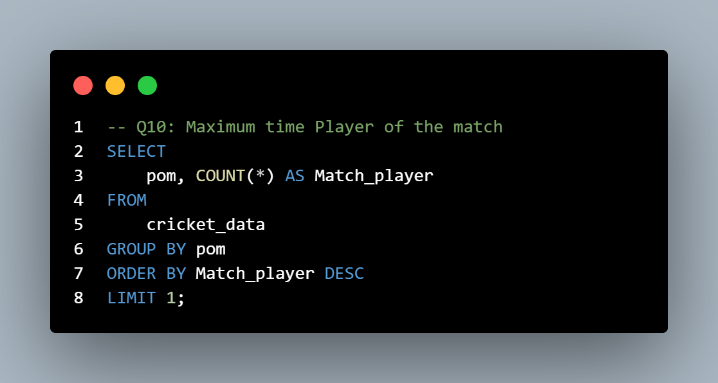 1 -- Q10: Maximum time Player of the match
2 SELECT
3 pom, COUNT(*) AS Match_player
4 FROM
5 cricket_data
6 GROUP BY pom
7 ORDER BY Match_player DESC
8 LIMIT 1;